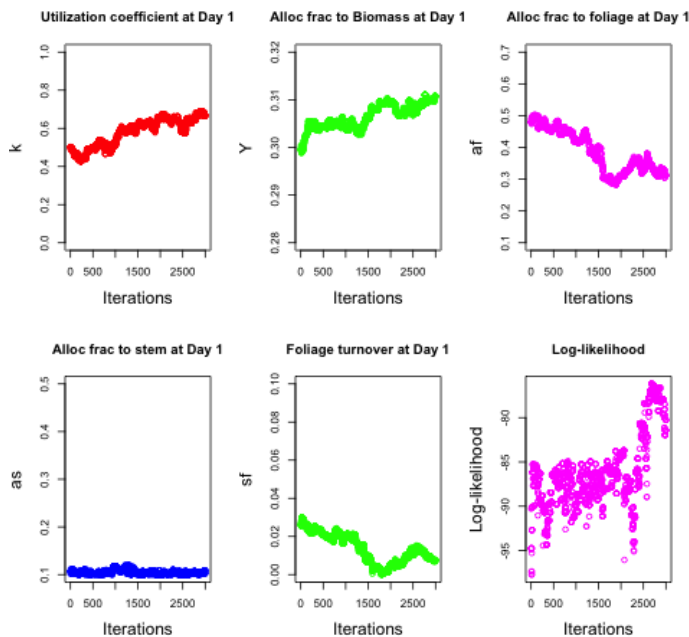 Utilization coefficient at Day 1
k
0.0 0.2 0.4 0.6 0.8 1.0
0 500 1500 2500
Iterations
Alloc frac to Biomass at Day 1
Y
0.28 0.29 0.30 0.31 0.32
0 500 1500 2500
Iterations
Alloc frac to foliage at Day 1
af
0.1 0.2 0.3 0.4 0.5 0.6 0.7
0 500 1500 2500
Iterations
Alloc frac to stem at Day 1
as
0.1 0.2 0.3 0.4 0.5
0 500 1500 2500
Iterations
Foliage turnover at Day 1
sf
0.00 0.02 0.04 0.06 0.08 0.10
0 500 1500 2500
Iterations
Log-likelihood
Log-likelihood
-95 -90 -85 -80
0 500 1500 2500
Iterations